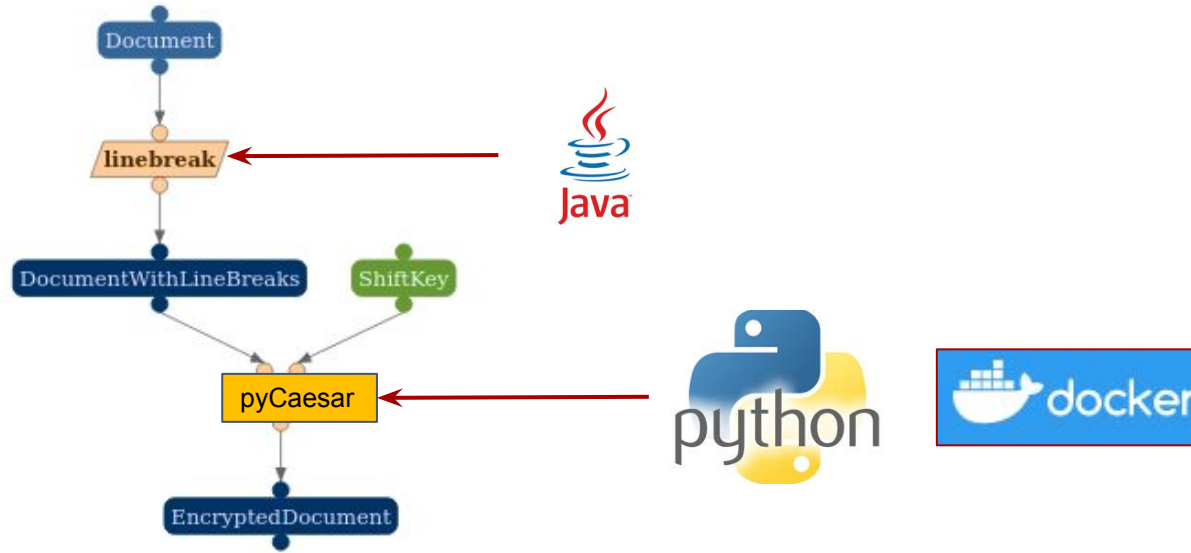 Document
linebreak
Java
DocumentWithLineBreaks
ShiftKey
pyCaesar
python
docker
EncryptedDocument